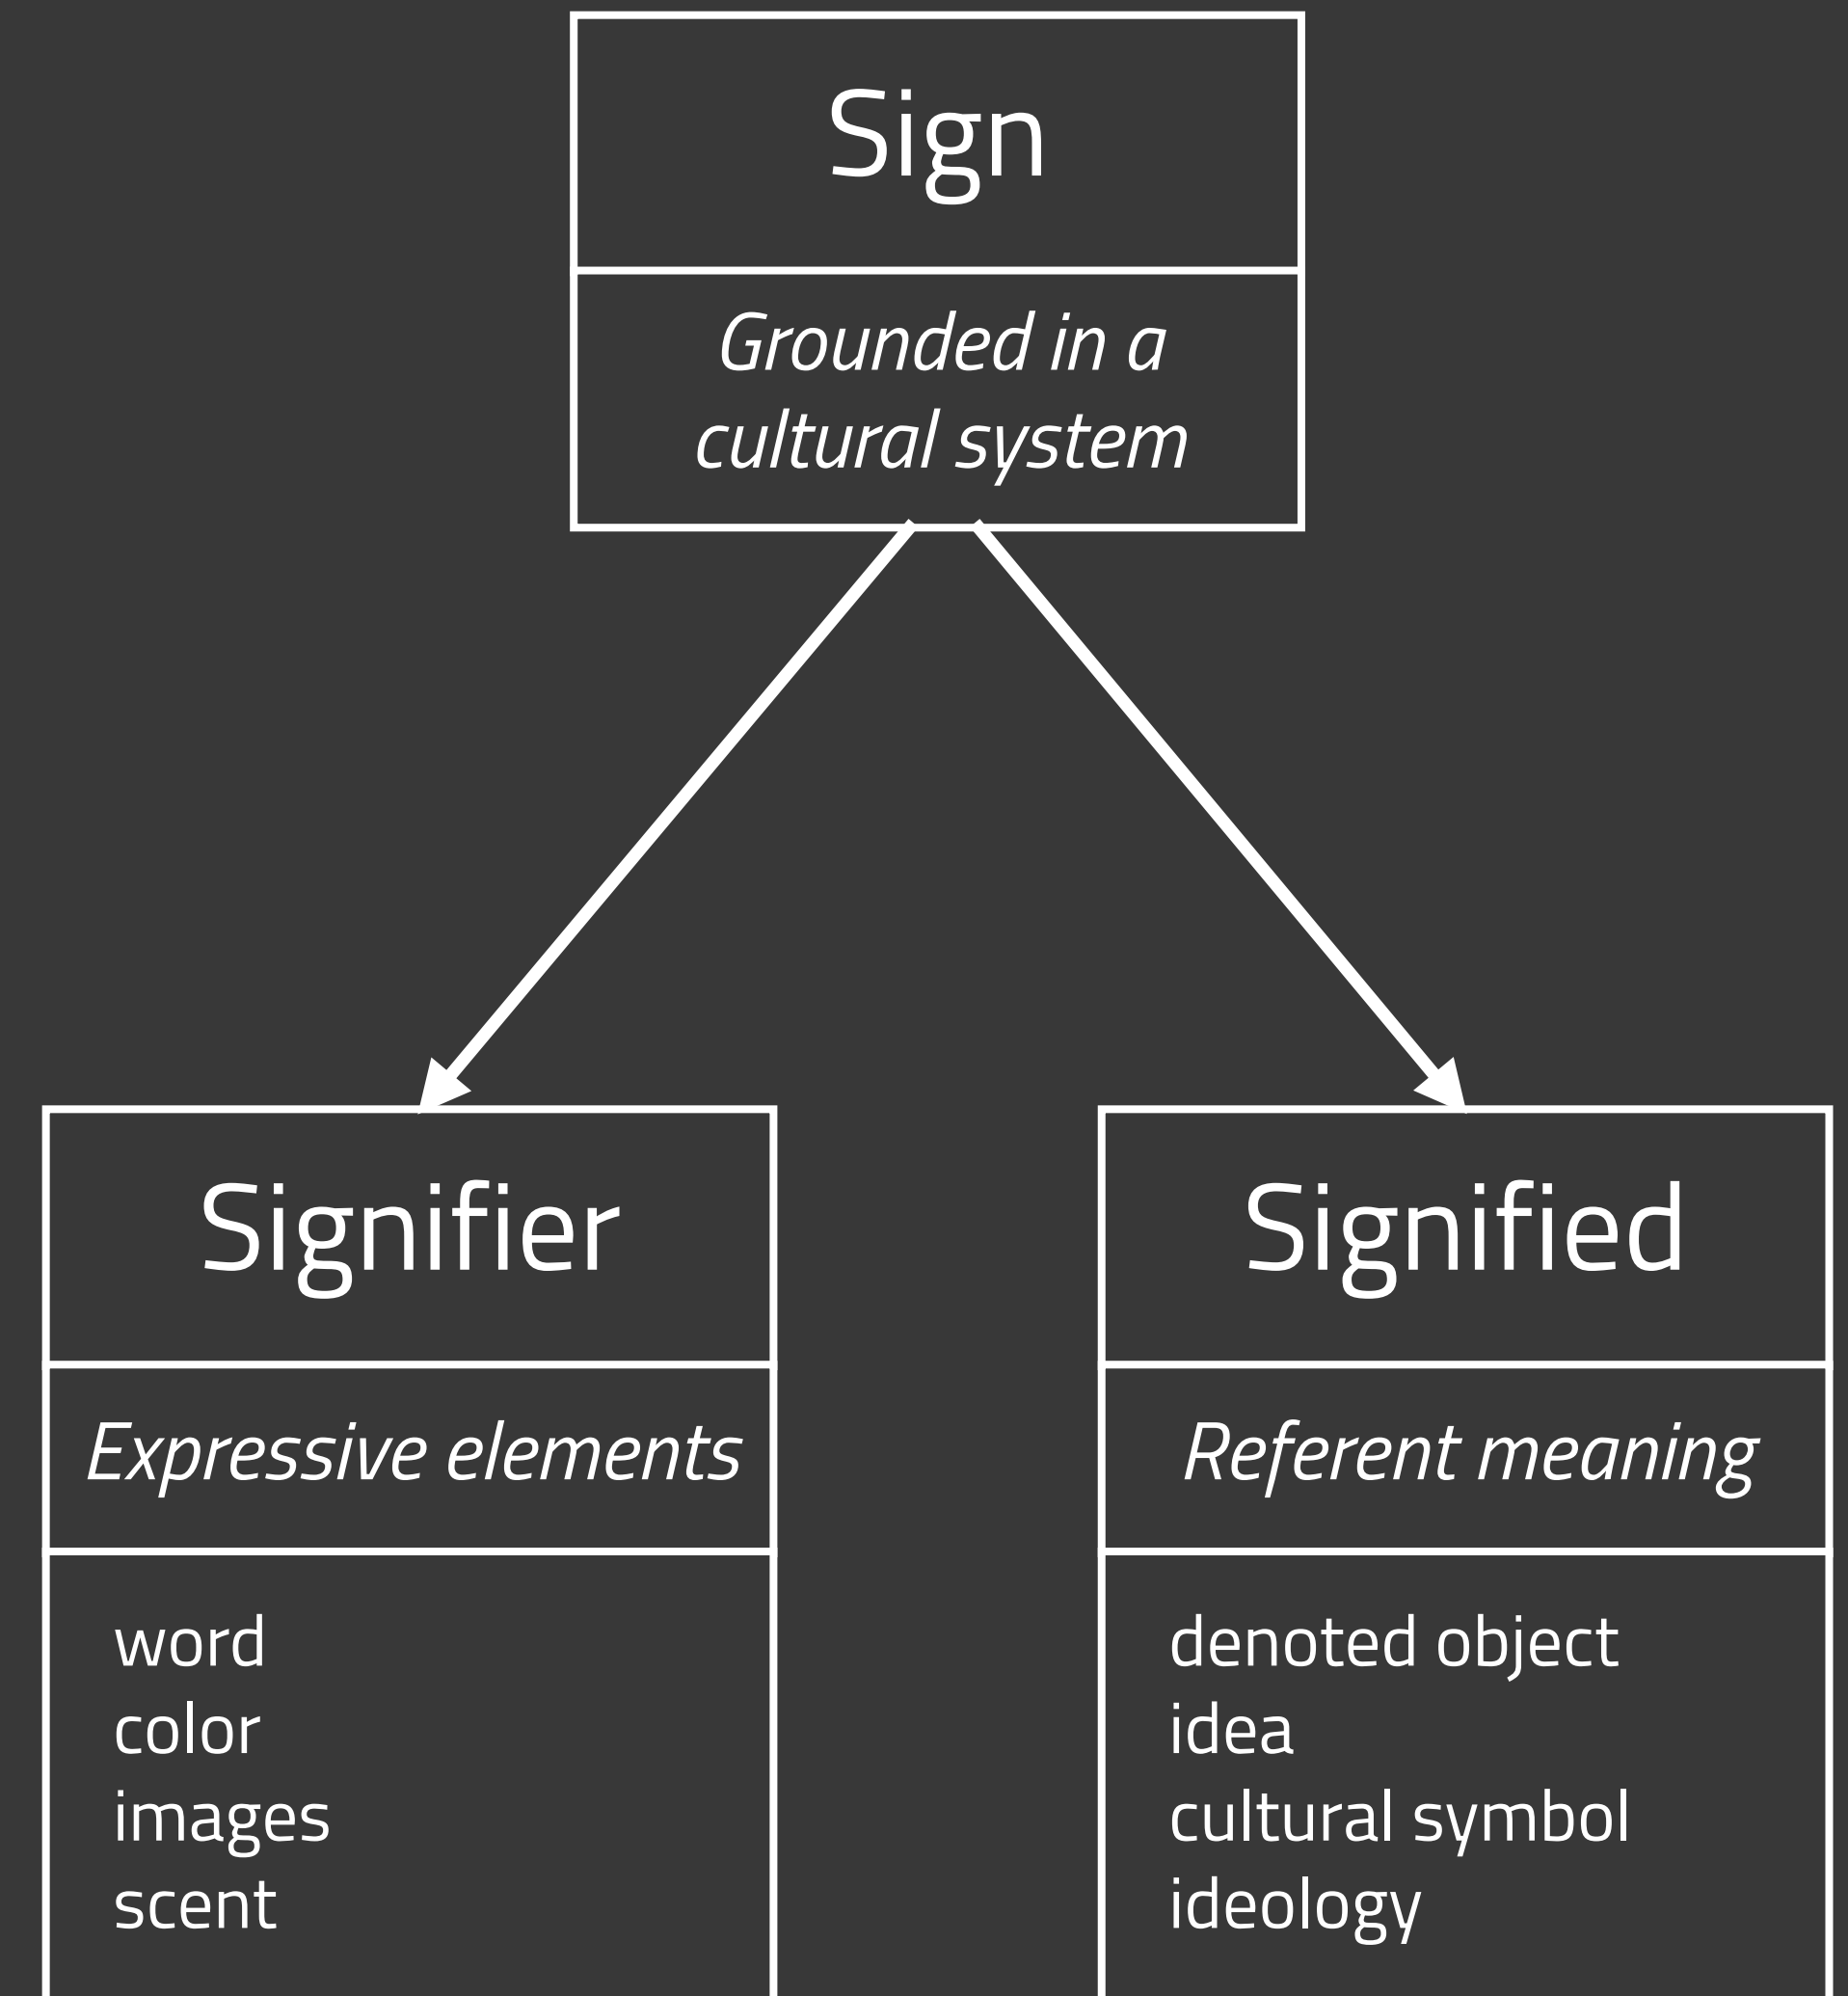 Sign
Grounded in a
cultural system
Signifier
Expressive elements
word
color
images
scent
Signified
Referent meaning
denoted object
idea
cultural symbol
ideology